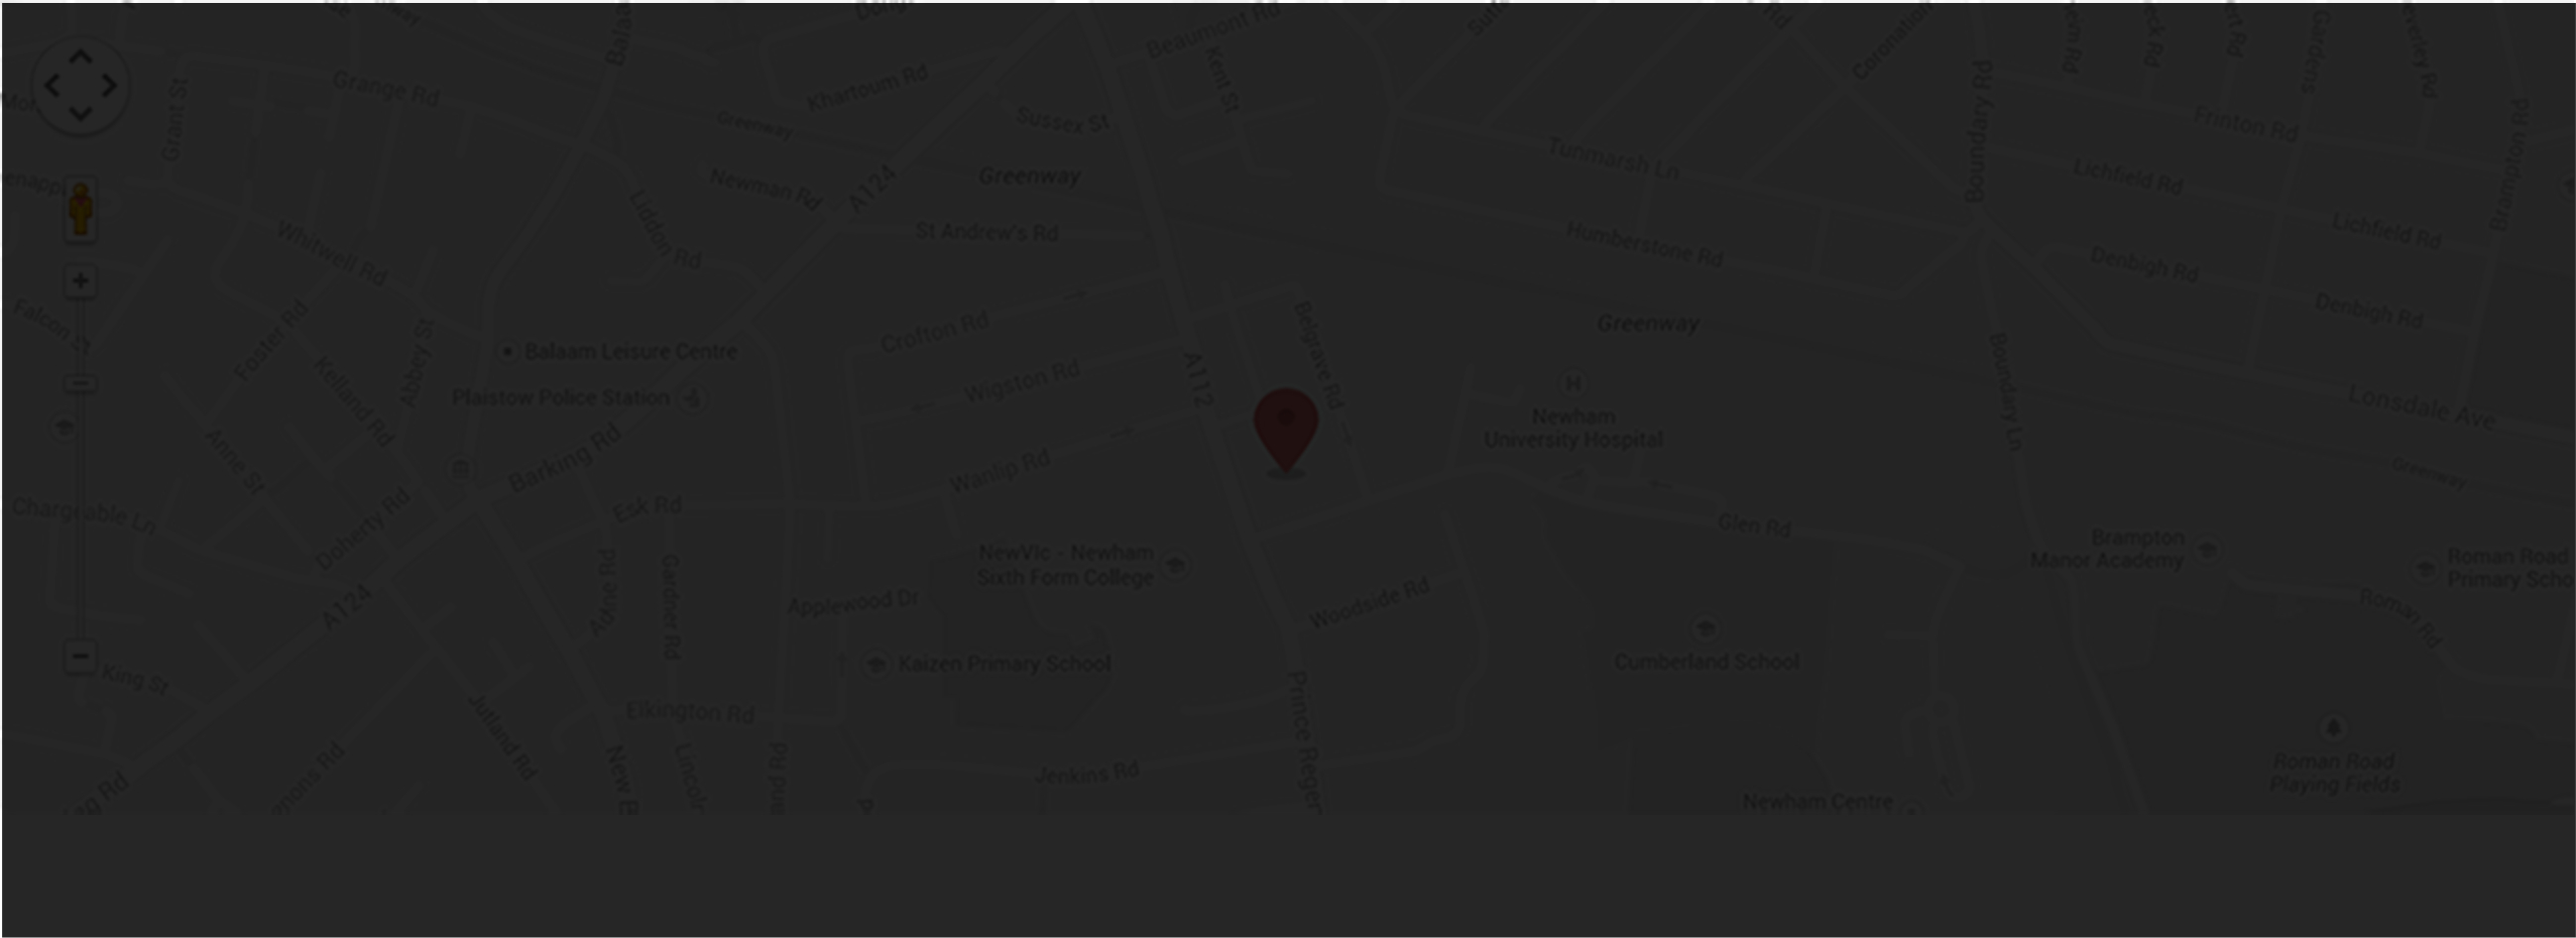 Beaumont Rd
Grange Rd
Grant St
Khartoum Rd
Kent St
Sussex St
Greenway
Coronation
Boundary Rd
Gardens
Frinton Rd
Brampton Rd
Tunmarsh Ln
Lichfield Rd
Newman Rd
A124
Greenway
Liddon Rd
St Andrew's Rd
Whitwell Rd
Humberstone Rd
Lichfield Rd
Denbigh Rd
Denbigh Rd
Falcon St
Foster Rd
Kelland Rd
Abbey St
Balaam Leisure Centre
Plaistow Police Station
Crofton Rd
Wigston Rd
A112
Belgrave Rd
Greenway
Boundary Ln
Lonsdale Ave
Greenway
Newham
University Hospital
Anne St
Barking Rd
Wanlip Rd
Chargeable Ln
Doherty Rd
Esk Rd
Glen Rd
NewVIc - Newham
Sixth Form College
Brampton
Manor Academy
Roman Road
Primary Scho
A124
Gardner Rd
Applewood Dr
Woodside Rd
Roman Rd
Kaizen Primary School
Cumberland School
King St
Jutland Rd
Elkington Rd
Prince Reger
Jenkins Rd
Roman Road
Playing Fields
Newham Centre